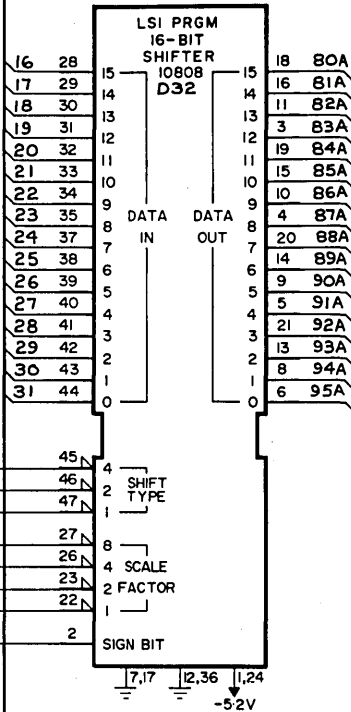 LSI PRGM
16-BIT
SHIFTER
10808
D32
16 28 15 15 18 80A
17 29 14 14 16 81A
18 30 13 13 11 82A
19 31 12 12 3 83A
20 32 11 11 19 84A
21 33 10 10 15 85A
22 34 9 9 10 86A
23 35 8 DATA DATA 8 4 87A
24 37 7 IN OUT 7 20 88A
25 38 6 6 14 89A
26 39 5 5 9 90A
27 40 4 4 5 91A
28 41 3 3 21 92A
29 42 2 2 13 93A
30 43 1 1 8 94A
31 44 0 0 6 95A
45 4
46 2 SHIFT
47 1 TYPE
27 8
26 4 SCALE
23 2 FACTOR
22 1
2 SIGN BIT
7,17 12,36 1,24
-5·2V